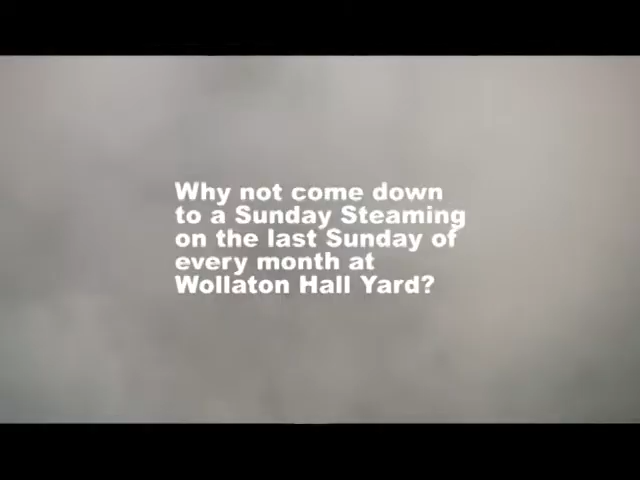 Why not come down
to a Sunday Steaming
on the last Sunday of
every month at
Wollaton Hall Yard?